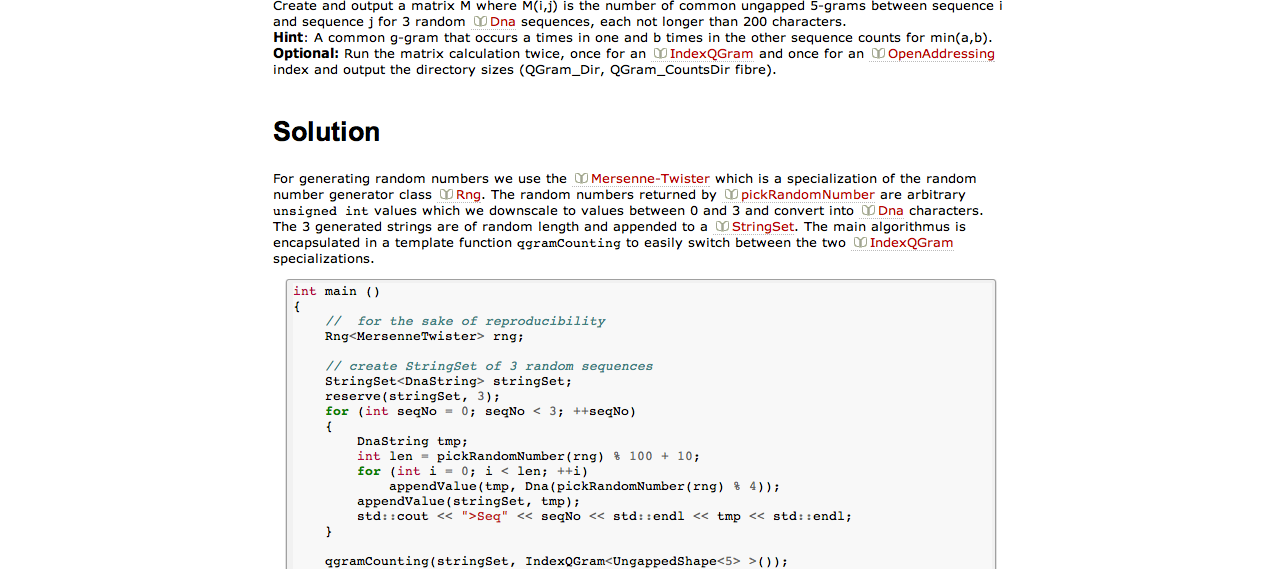 Create and output a matrix M where M(i,j) is the number of common ungapped 5-grams between sequence i
and sequence j for 3 random Dna sequences, each not longer than 200 characters.
Hint: A common g-gram that occurs a times in one and b times in the other sequence counts for min(a,b).
Optional: Run the matrix calculation twice, once for an IndexQGram and once for an OpenAddressing
index and output the directory sizes (QGram_Dir, QGram_CountsDir fibre).
Solution
For generating random numbers we use the Mersenne-Twister which is a specialization of the random
number generator class Rng. The random numbers returned by pickRandomNumber are arbitrary
unsigned int values which we downscale to values between 0 and 3 and convert into Dna characters.
The 3 generated strings are of random length and appended to a StringSet. The main algorithmus is
encapsulated in a template function qgramCounting to easily switch between the two IndexQGram
specializations.
int main ()
{
    //  for the sake of reproducibility
    Rng<MersenneTwister> rng;
    // create StringSet of 3 random sequences
    StringSet<DnaString> stringSet;
    reserve(stringSet, 3);
    for (int seqNo = 0; seqNo < 3; ++seqNo)
    {
        DnaString tmp;
        int len = pickRandomNumber(rng) % 100 + 10;
        for (int i = 0; i < len; ++i)
            appendValue(tmp, Dna(pickRandomNumber(rng) % 4));
        appendValue(stringSet, tmp);
        std::cout << ">Seq" << seqNo << std::endl << tmp << std::endl;
    }
    qgramCounting(stringSet, IndexQGram<UngappedShape<5> >());